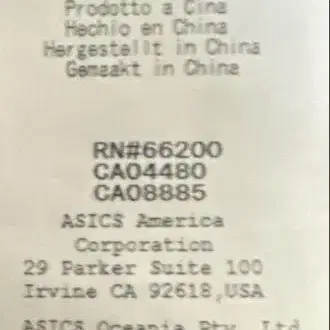 Prodotto a Cina
Hechio en China
Hergestellt in China
Gemaakt in China
RN#66200
CA04480
CA08885
ASICS America
Corporation
29 Parker Suite 100
Irvine CA 92618,USA
ASICS Oceania Pty. Ltd